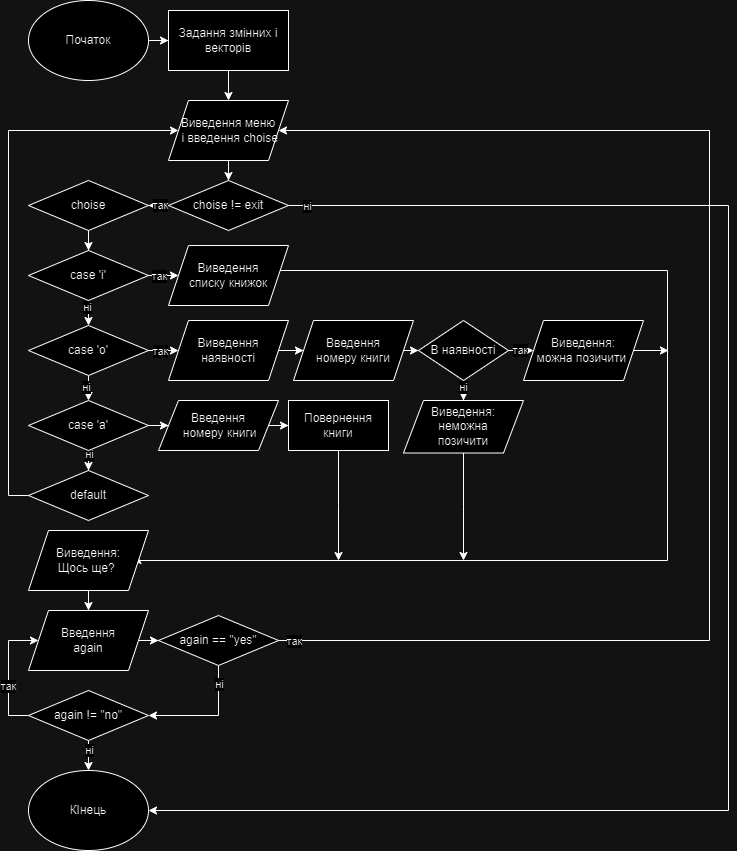 Початок
Задання змінних і
векторів
Виведення меню
і введення choise
choise
так
choise != exit
ні
case 'i'
так
Виведення
списку книжок
ні
case 'o'
так
Виведення
наявності
Введення
номеру книги
В наявності
так
Виведення:
можна позичити
ні
ні
case 'a'
Введення
номеру книги
Повернення
книги
Виведення:
неможна
позичити
ні
default
Виведення:
Щось ще?
Введення
again
again == "yes"
так
ні
так
again != "no"
ні
КІнець